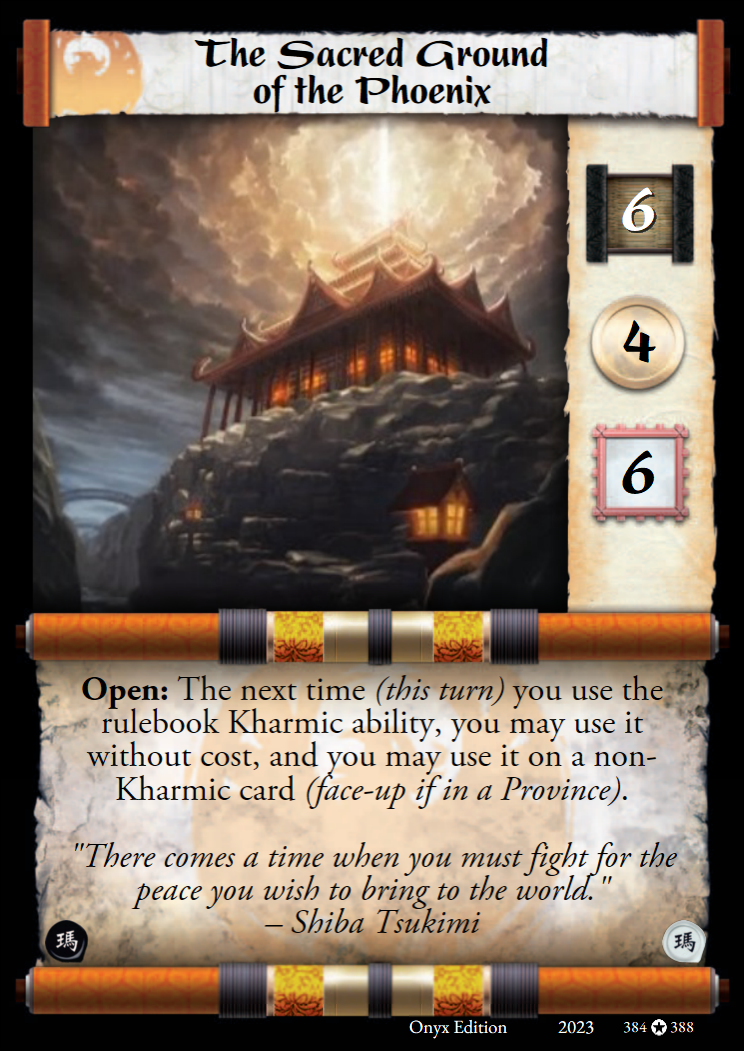 The Sacred Ground
of the Phoenix
6
4
6
Open: The next time (this turn) you use the
rulebook Kharmic ability, you may use it
without cost, and you may use it on a non-
Kharmic card (face-up if in a Province).
"There comes a time when you must fight for the
peace you wish to bring to the world."
– Shiba Tsukimi
瑪
瑪
Onyx Edition 2023 384 ✪ 388